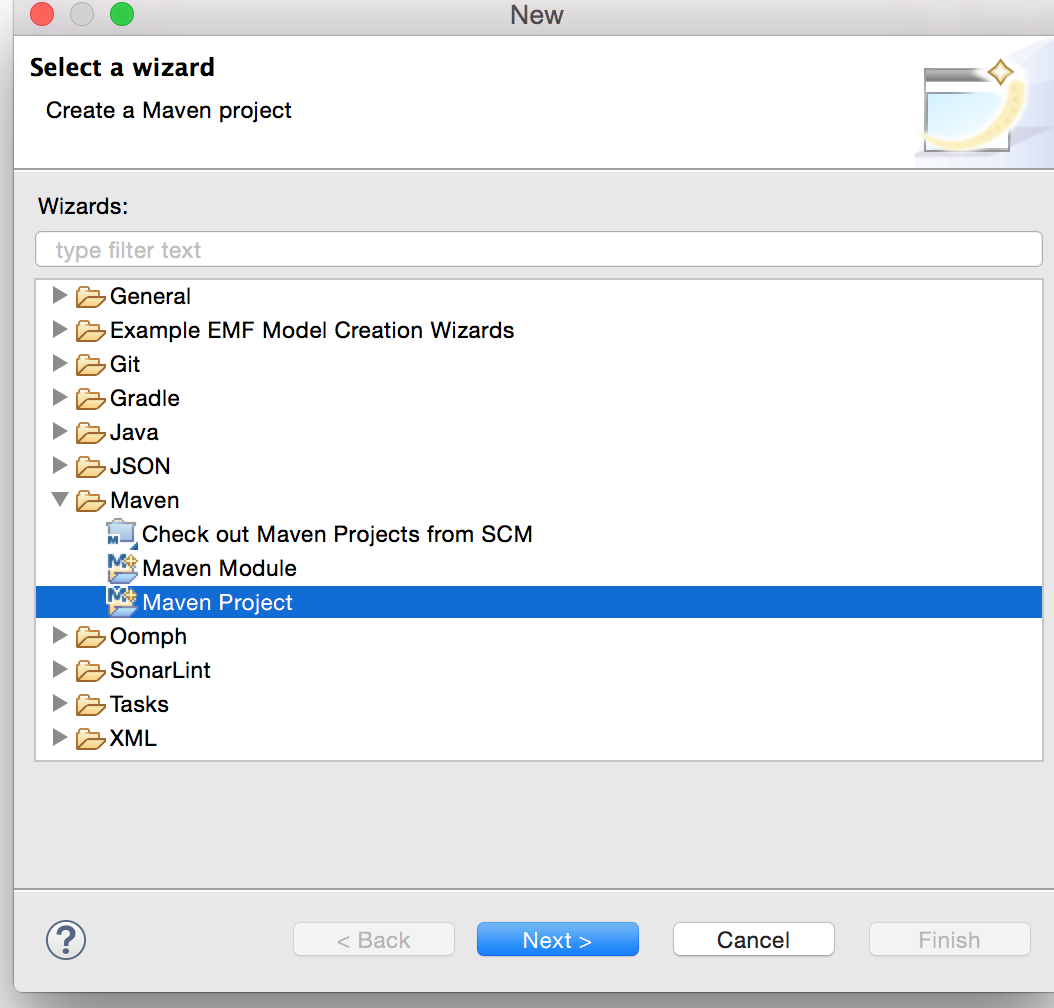 New
Select a wizard
Create a Maven project
Wizards:
type filter text
General
Example EMF Model Creation Wizards
Git
Gradle
Java
JSON
Maven
Check out Maven Projects from SCM
Maven Module
Maven Project
Oomph
SonarLint
Tasks
XML
? < Back Next > Cancel Finish